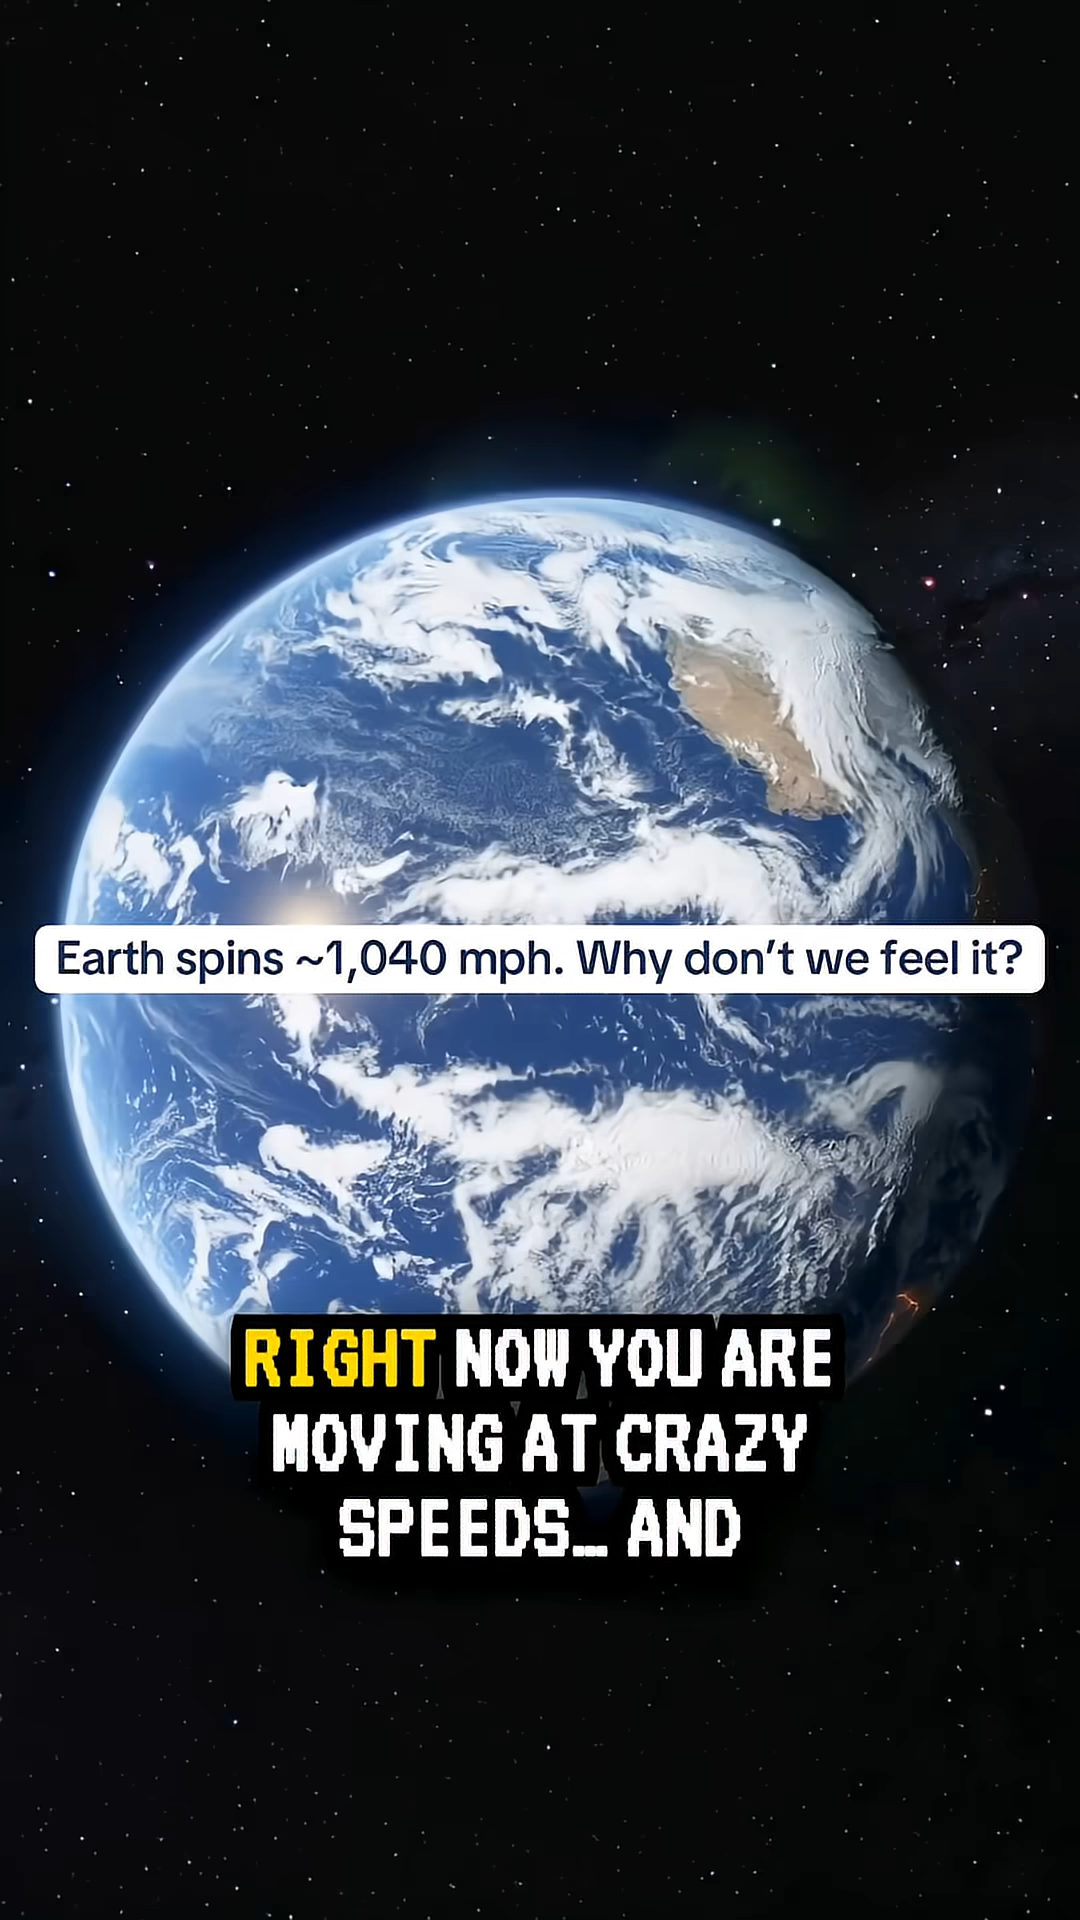 Earth spins ~1,040 mph. Why don’t we feel it?
RIGHT NOW YOU ARE
MOVING AT CRAZY
SPEEDS… AND